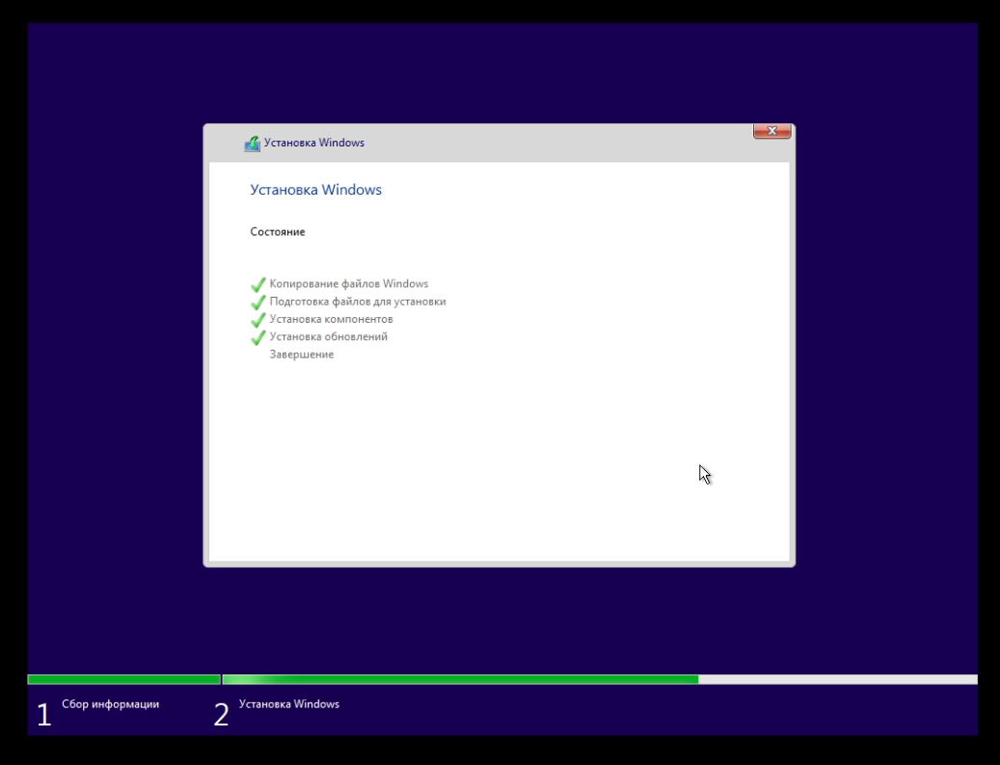 Установка Windows
Установка Windows
Состояние
Копирование файлов Windows
Подготовка файлов для установки
Установка компонентов
Установка обновлений
Завершение
1 Сбор информации
2 Установка Windows